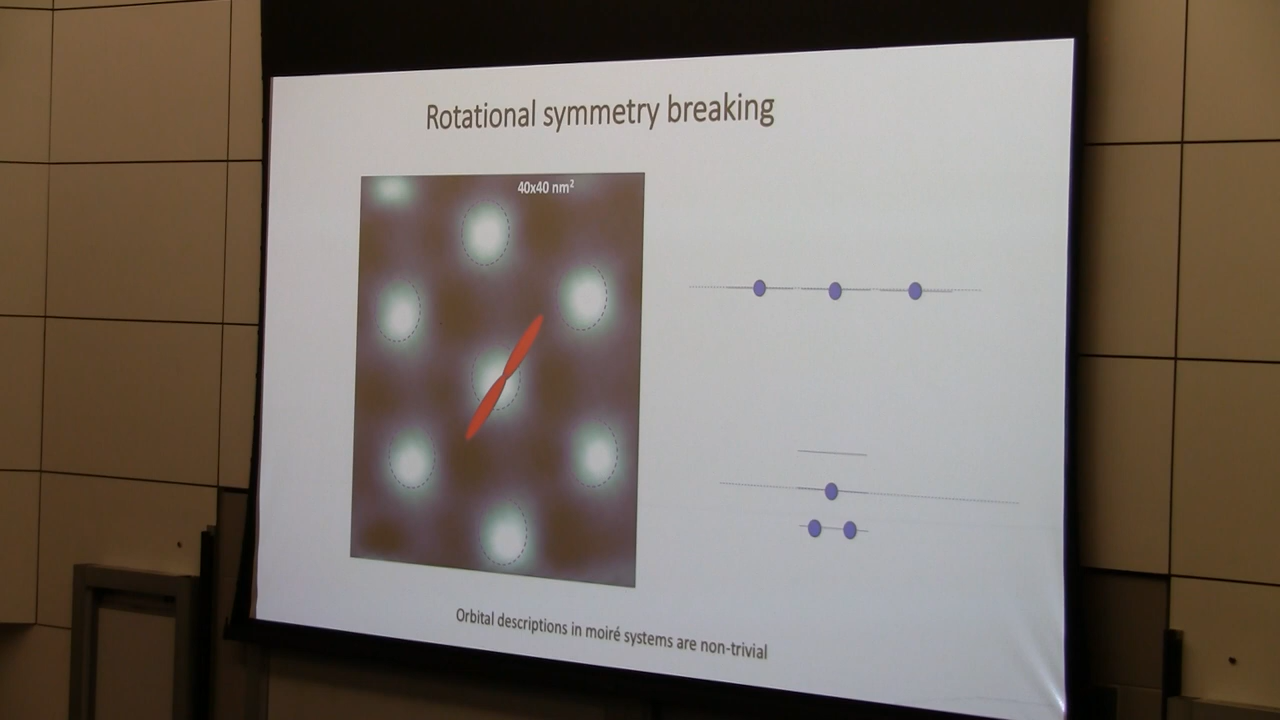 Rotational symmetry breaking
40x40 nm²
Orbital descriptions in moiré systems are non-trivial